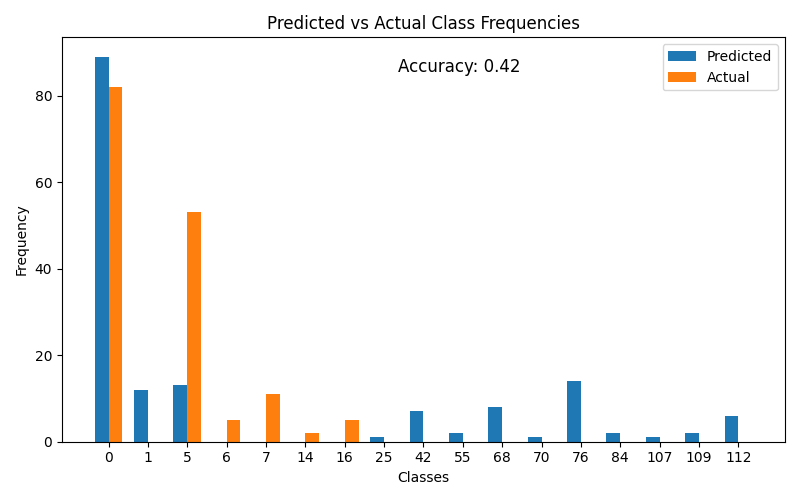 Predicted vs Actual Class Frequencies
Accuracy: 0.42
Predicted
Actual
Frequency
80
60
40
20
0
0 1 5 6 7 14 16 25 42 55 68 70 76 84 107 109 112
Classes